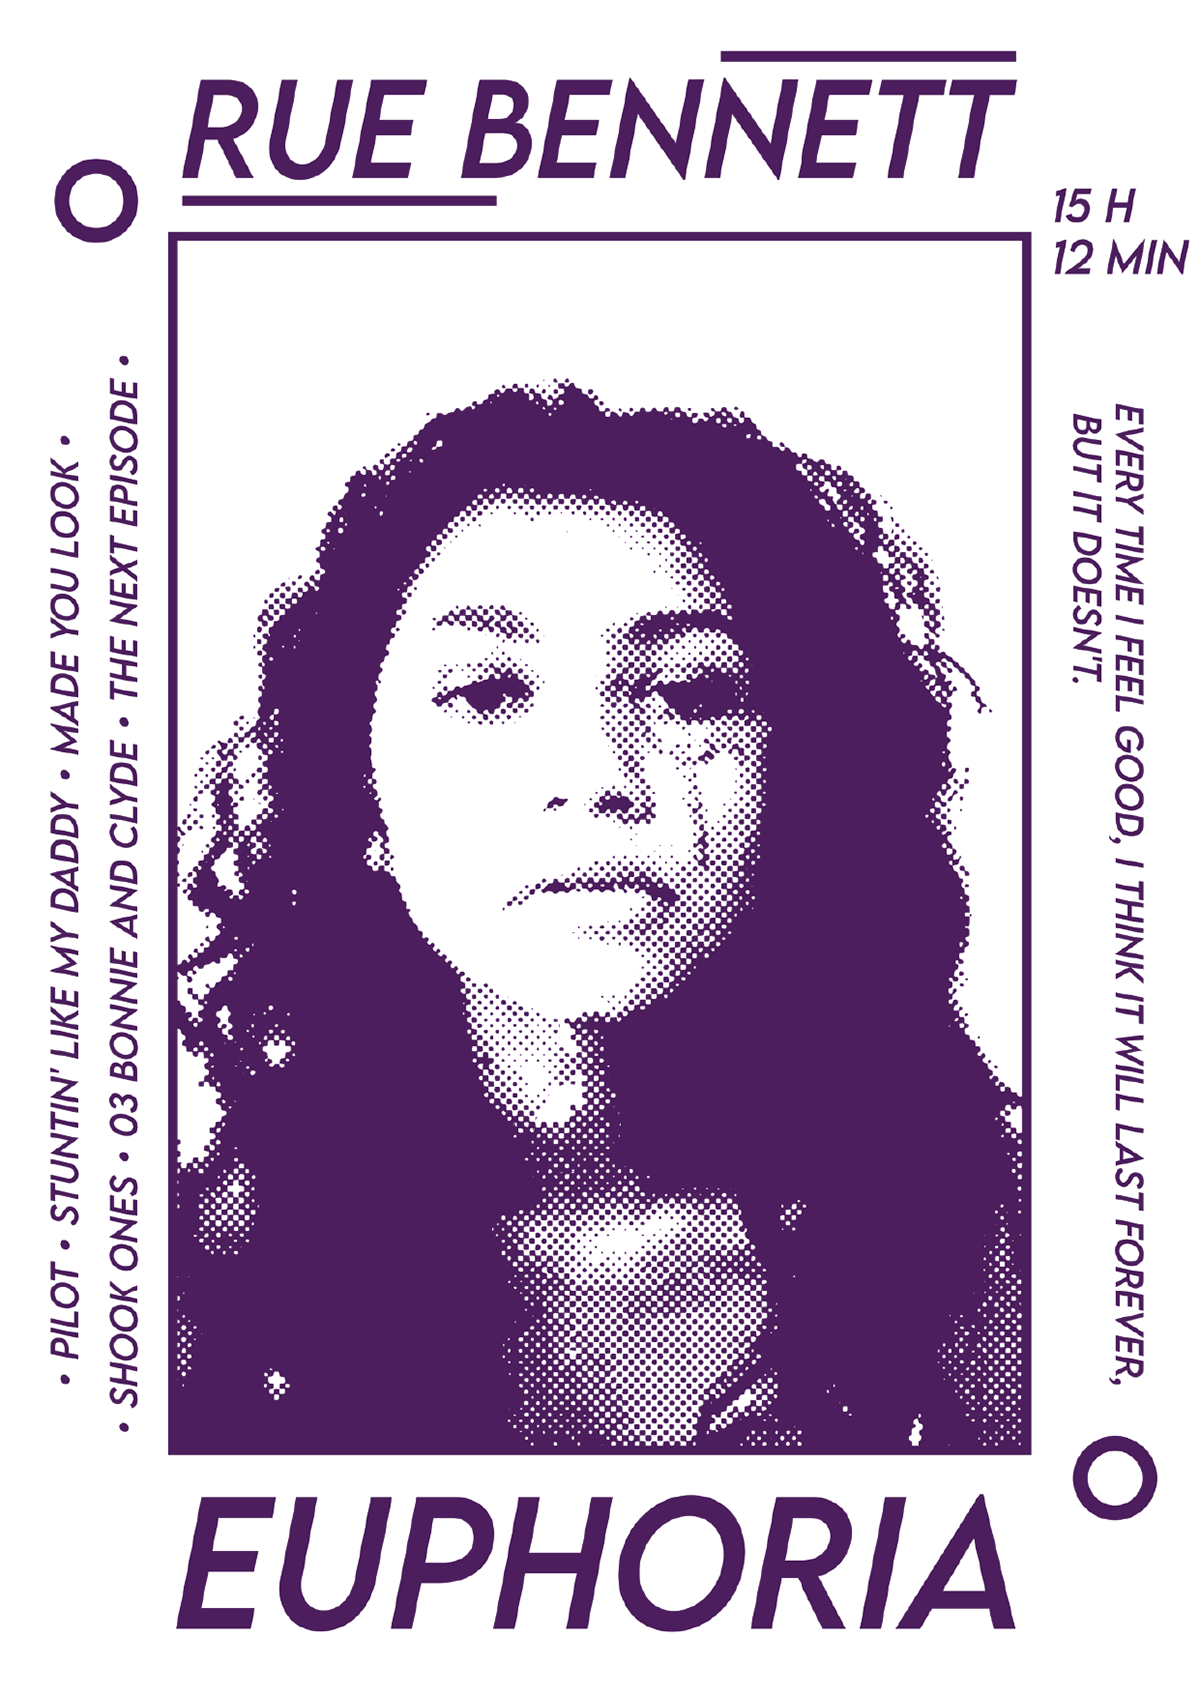 RUE BENNETT
15 H
12 MIN
• PILOT • STUNTIN' LIKE MY DADDY • MADE YOU LOOK •
• SHOOK ONES • 03 BONNIE AND CLYDE • THE NEXT EPISODE •
EVERY TIME I FEEL GOOD, I THINK IT WILL LAST FOREVER,
BUT IT DOESN'T.
EUPHORIA